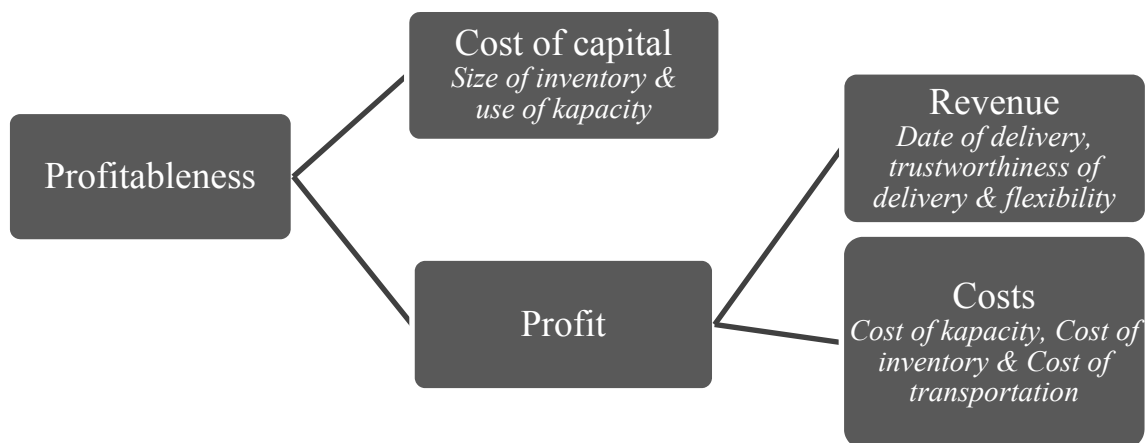 Profitableness
Cost of capital
Size of inventory &
use of kapacity
Profit
Revenue
Date of delivery,
trustworthiness of
delivery & flexibility
Costs
Cost of kapacity, Cost of
inventory & Cost of
transportation